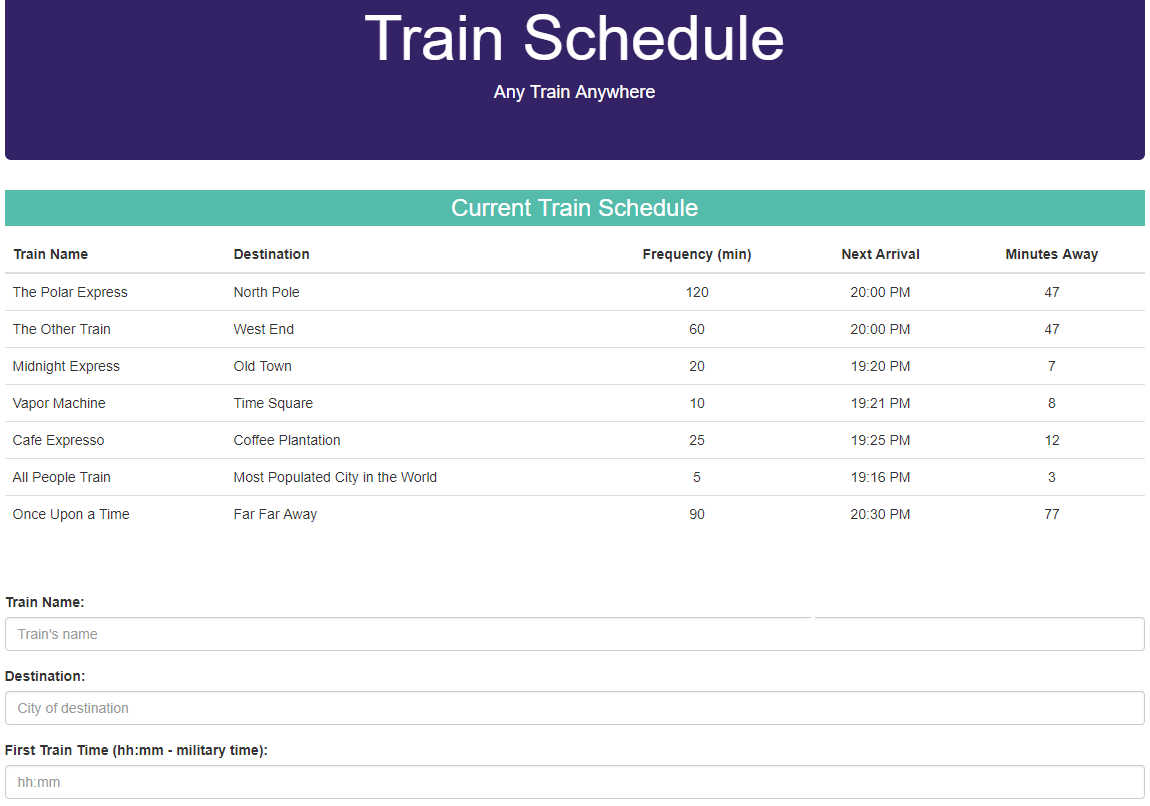 Train Schedule
Any Train Anywhere
Current Train Schedule
Train Name Destination Frequency (min) Next Arrival Minutes Away
The Polar Express North Pole 120 20:00 PM 47
The Other Train West End 60 20:00 PM 47
Midnight Express Old Town 20 19:20 PM 7
Vapor Machine Time Square 10 19:21 PM 8
Cafe Expresso Coffee Plantation 25 19:25 PM 12
All People Train Most Populated City in the World 5 19:16 PM 3
Once Upon a Time Far Far Away 90 20:30 PM 77
Train Name:
Train's name
Destination:
City of destination
First Train Time (hh:mm - military time):
hh:mm